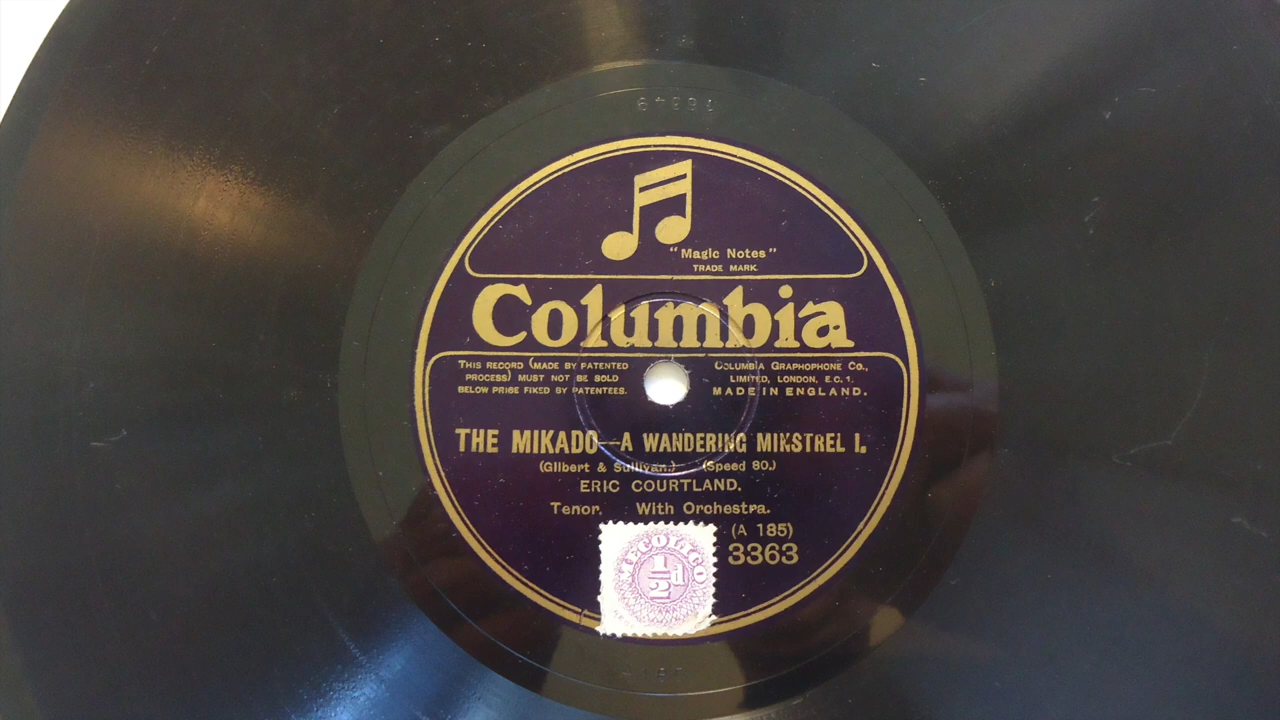 "Magic Notes"
TRADE MARK.
Columbia
THIS RECORD (MADE BY PATENTED
PROCESS) MUST NOT BE SOLD
BELOW PRICE FIXED BY PATENTEES.
COLUMBIA GRAPHOPHONE CO.,
LIMITED, LONDON, E.C.1.
MADE IN ENGLAND.
THE MIKADO—A WANDERING MINSTREL I.
(Gilbert & Sullivan.) (Speed 80.)
ERIC COURTLAND.
Tenor. With Orchestra.
(A 185)
3363
MECOLICO
1/2d